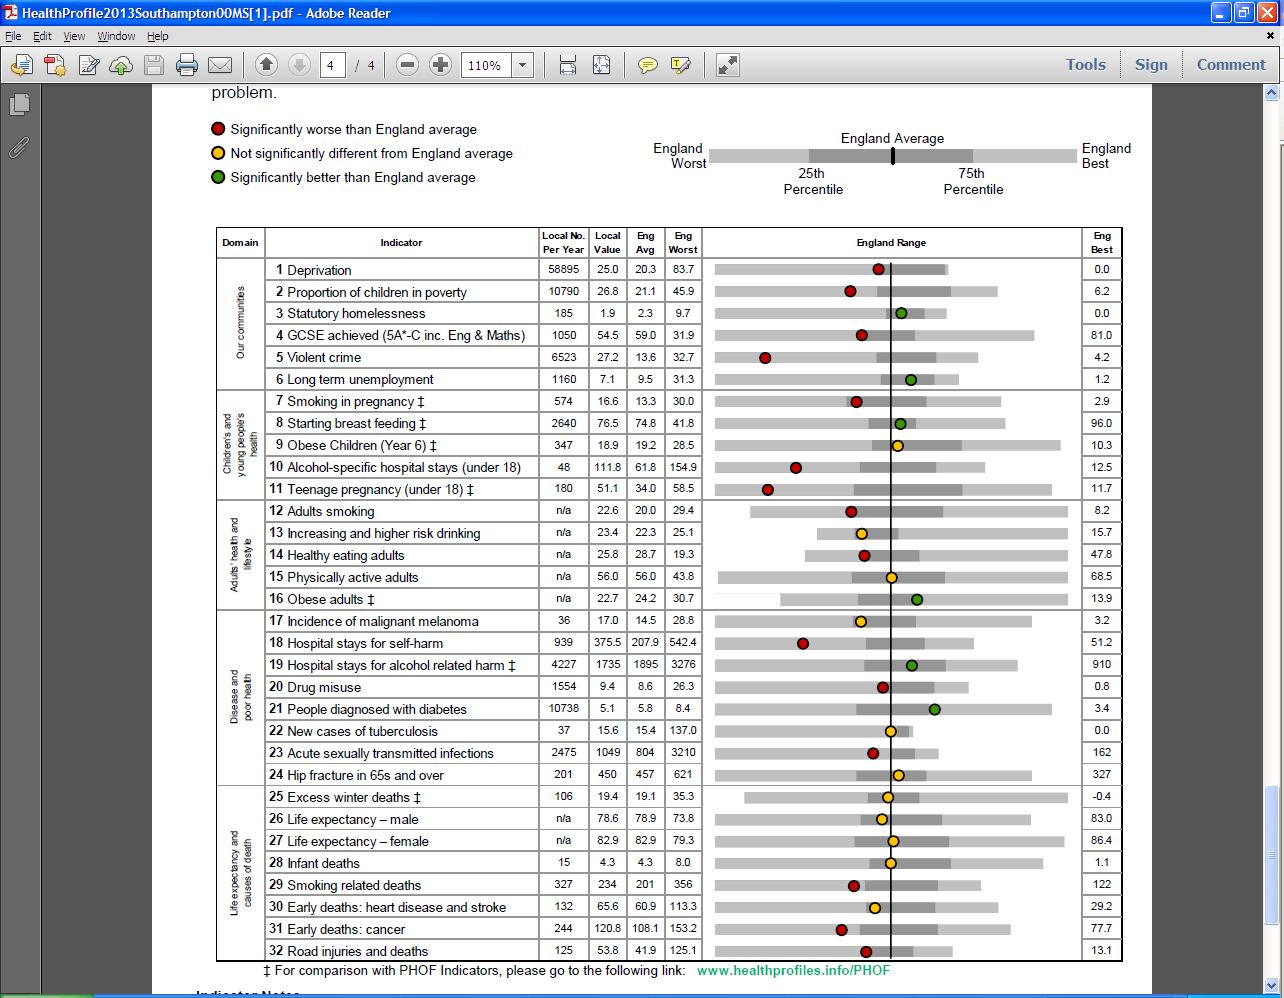 HealthProfile2013Southampton00MS[1].pdf - Adobe Reader
File Edit View Window Help
4 / 4 110% Tools Sign Comment
problem.
Significantly worse than England average
Not significantly different from England average
Significantly better than England average
England Average
England Worst
England Best
25th Percentile
75th Percentile
Domain Indicator Local No. Per Year Local Value Eng Avg Eng Worst England Range Eng Best
Our communities
1 Deprivation 58895 25.0 20.3 83.7 0.0
2 Proportion of children in poverty 10790 26.8 21.1 45.9 6.2
3 Statutory homelessness 185 1.9 2.3 9.7 0.0
4 GCSE achieved (5A*-C inc. Eng & Maths) 1050 54.5 59.0 31.9 81.0
5 Violent crime 6523 27.2 13.6 32.7 4.2
6 Long term unemployment 1160 7.1 9.5 31.3 1.2
Children's and young people's health
7 Smoking in pregnancy ‡ 574 16.6 13.3 30.0 2.9
8 Starting breast feeding ‡ 2640 76.5 74.8 41.8 96.0
9 Obese Children (Year 6) ‡ 347 18.9 19.2 28.5 10.3
10 Alcohol-specific hospital stays (under 18) 48 111.8 61.8 154.9 12.5
11 Teenage pregnancy (under 18) ‡ 180 51.1 34.0 58.5 11.7
Adults' health and lifestyle
12 Adults smoking n/a 22.6 20.0 29.4 8.2
13 Increasing and higher risk drinking n/a 23.4 22.3 25.1 15.7
14 Healthy eating adults n/a 25.8 28.7 19.3 47.8
15 Physically active adults n/a 56.0 56.0 43.8 68.5
16 Obese adults ‡ n/a 22.7 24.2 30.7 13.9
Disease and poor health
17 Incidence of malignant melanoma 36 17.0 14.5 28.8 3.2
18 Hospital stays for self-harm 939 375.5 207.9 542.4 51.2
19 Hospital stays for alcohol related harm ‡ 4227 1735 1895 3276 910
20 Drug misuse 1554 9.4 8.6 26.3 0.8
21 People diagnosed with diabetes 10738 5.1 5.8 8.4 3.4
22 New cases of tuberculosis 37 15.6 15.4 137.0 0.0
23 Acute sexually transmitted infections 2475 1049 804 3210 162
24 Hip fracture in 65s and over 201 450 457 621 327
Life expectancy and causes of death
25 Excess winter deaths ‡ 106 19.4 19.1 35.3 -0.4
26 Life expectancy – male n/a 78.6 78.9 73.8 83.0
27 Life expectancy – female n/a 82.9 82.9 79.3 86.4
28 Infant deaths 15 4.3 4.3 8.0 1.1
29 Smoking related deaths 327 234 201 356 122
30 Early deaths: heart disease and stroke 132 65.6 60.9 113.3 29.2
31 Early deaths: cancer 244 120.8 108.1 153.2 77.7
32 Road injuries and deaths 125 53.8 41.9 125.1 13.1
‡ For comparison with PHOF Indicators, please go to the following link: www.healthprofiles.info/PHOF
Indicator Notes